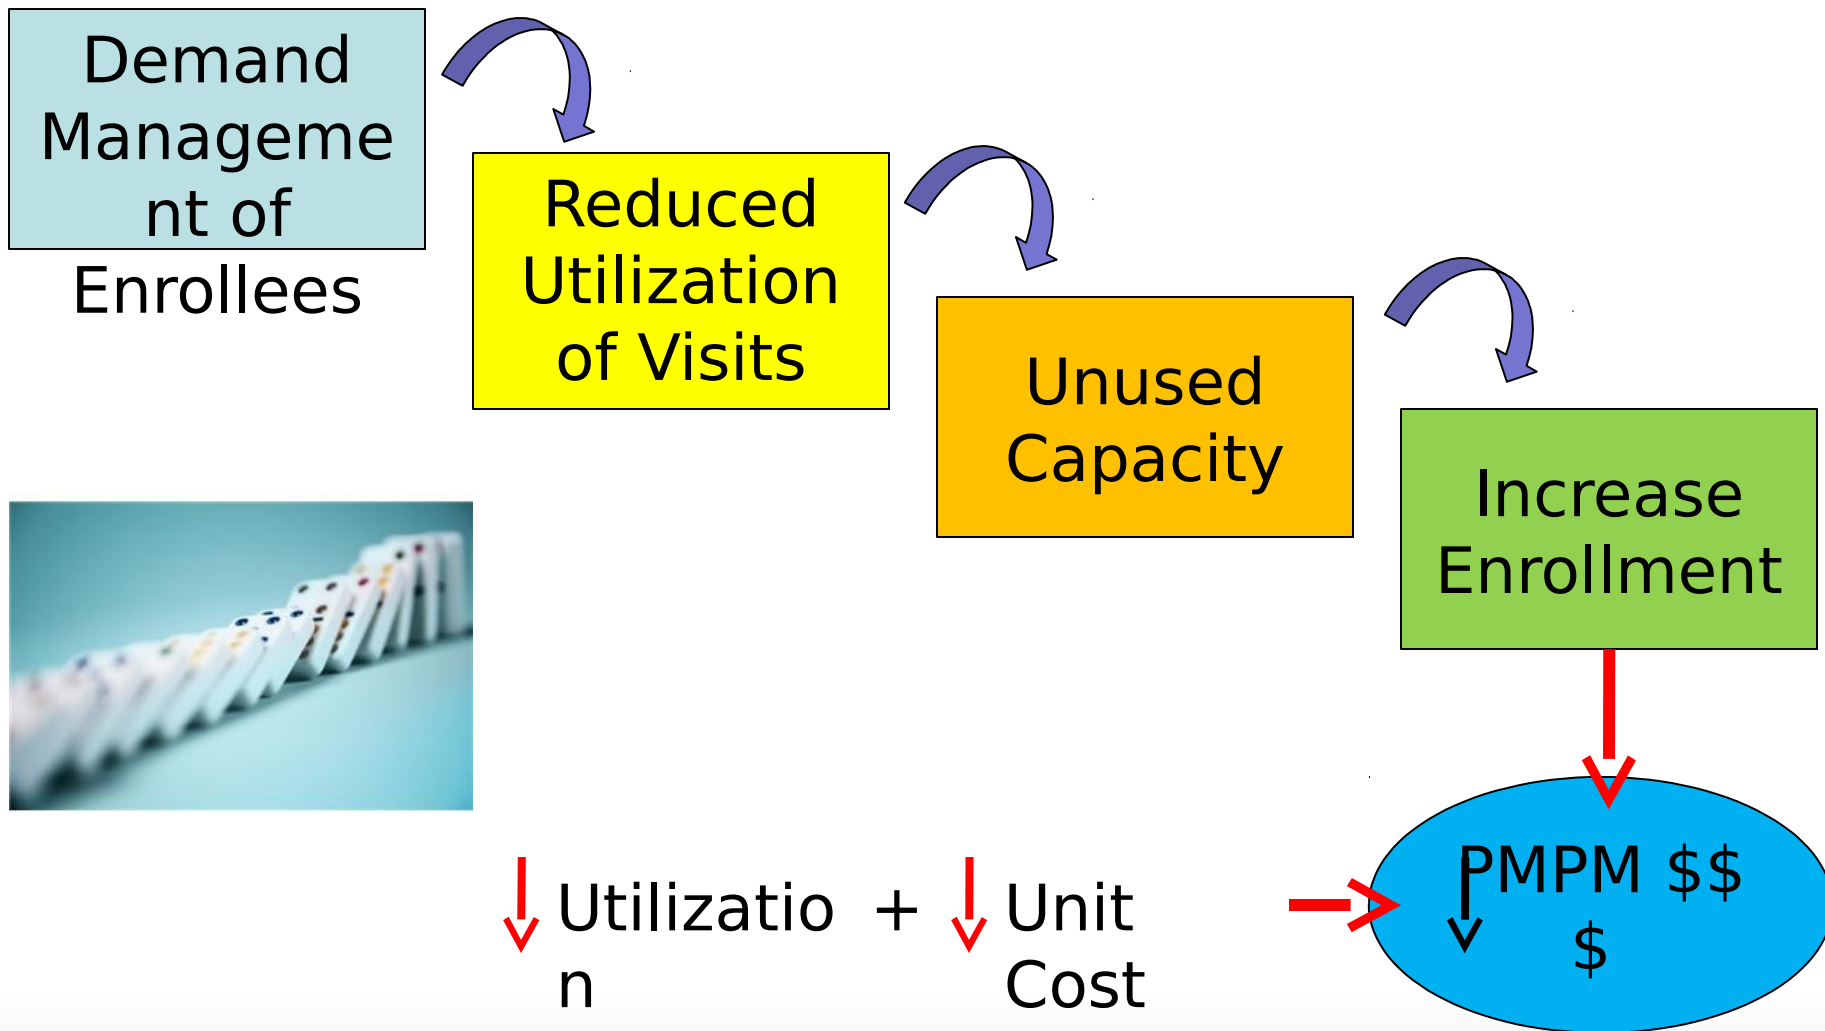 Demand
Manageme
nt of
Enrollees
Reduced
Utilization
of Visits
Unused
Capacity
Increase
Enrollment
Utilizatio
n
+
Unit
Cost
PMPM $$
$